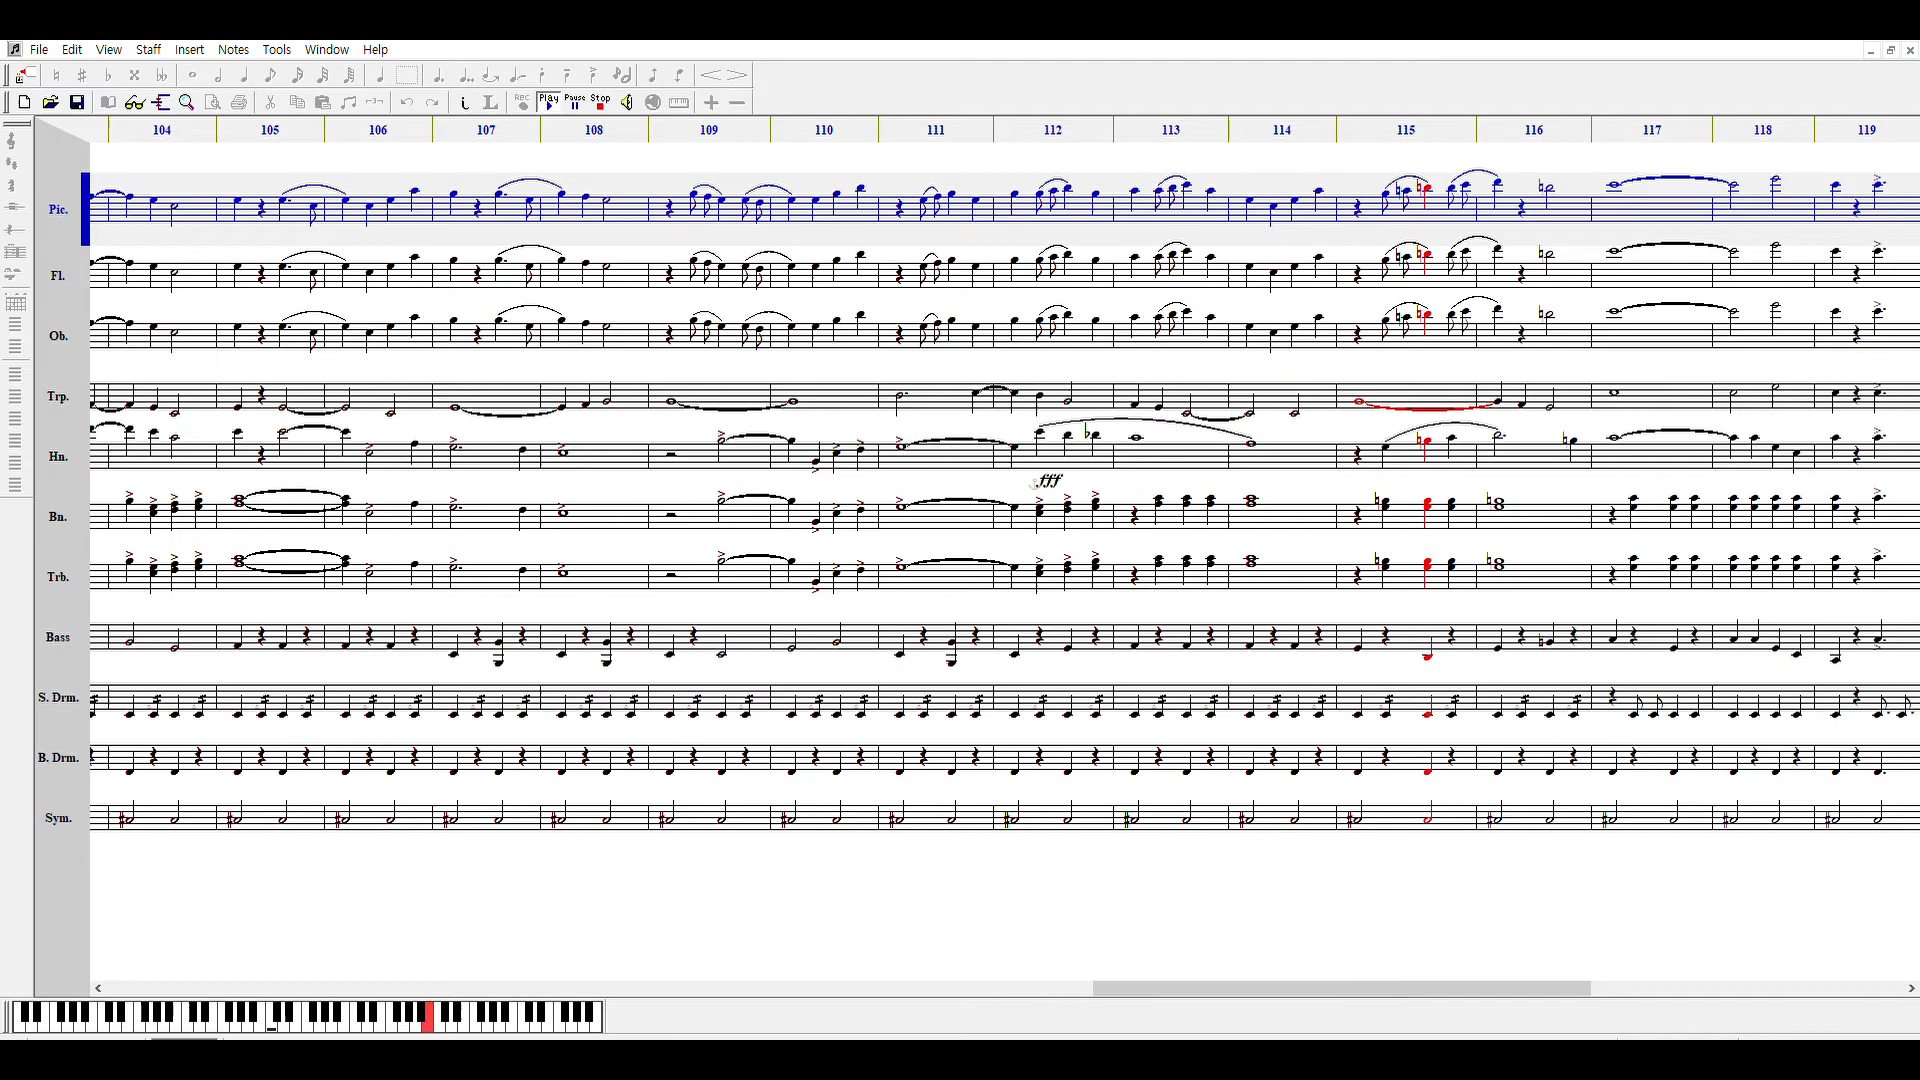 File Edit View Staff Insert Notes Tools Window Help
Rec Play Pause Stop
104 105 106 107 108 109 110 111 112 113 114 115 116 117 118 119
Pic.
Fl.
Ob.
Trp.
Hn.
fff
Bn.
Trb.
Bass
S. Drm.
B. Drm.
Sym.